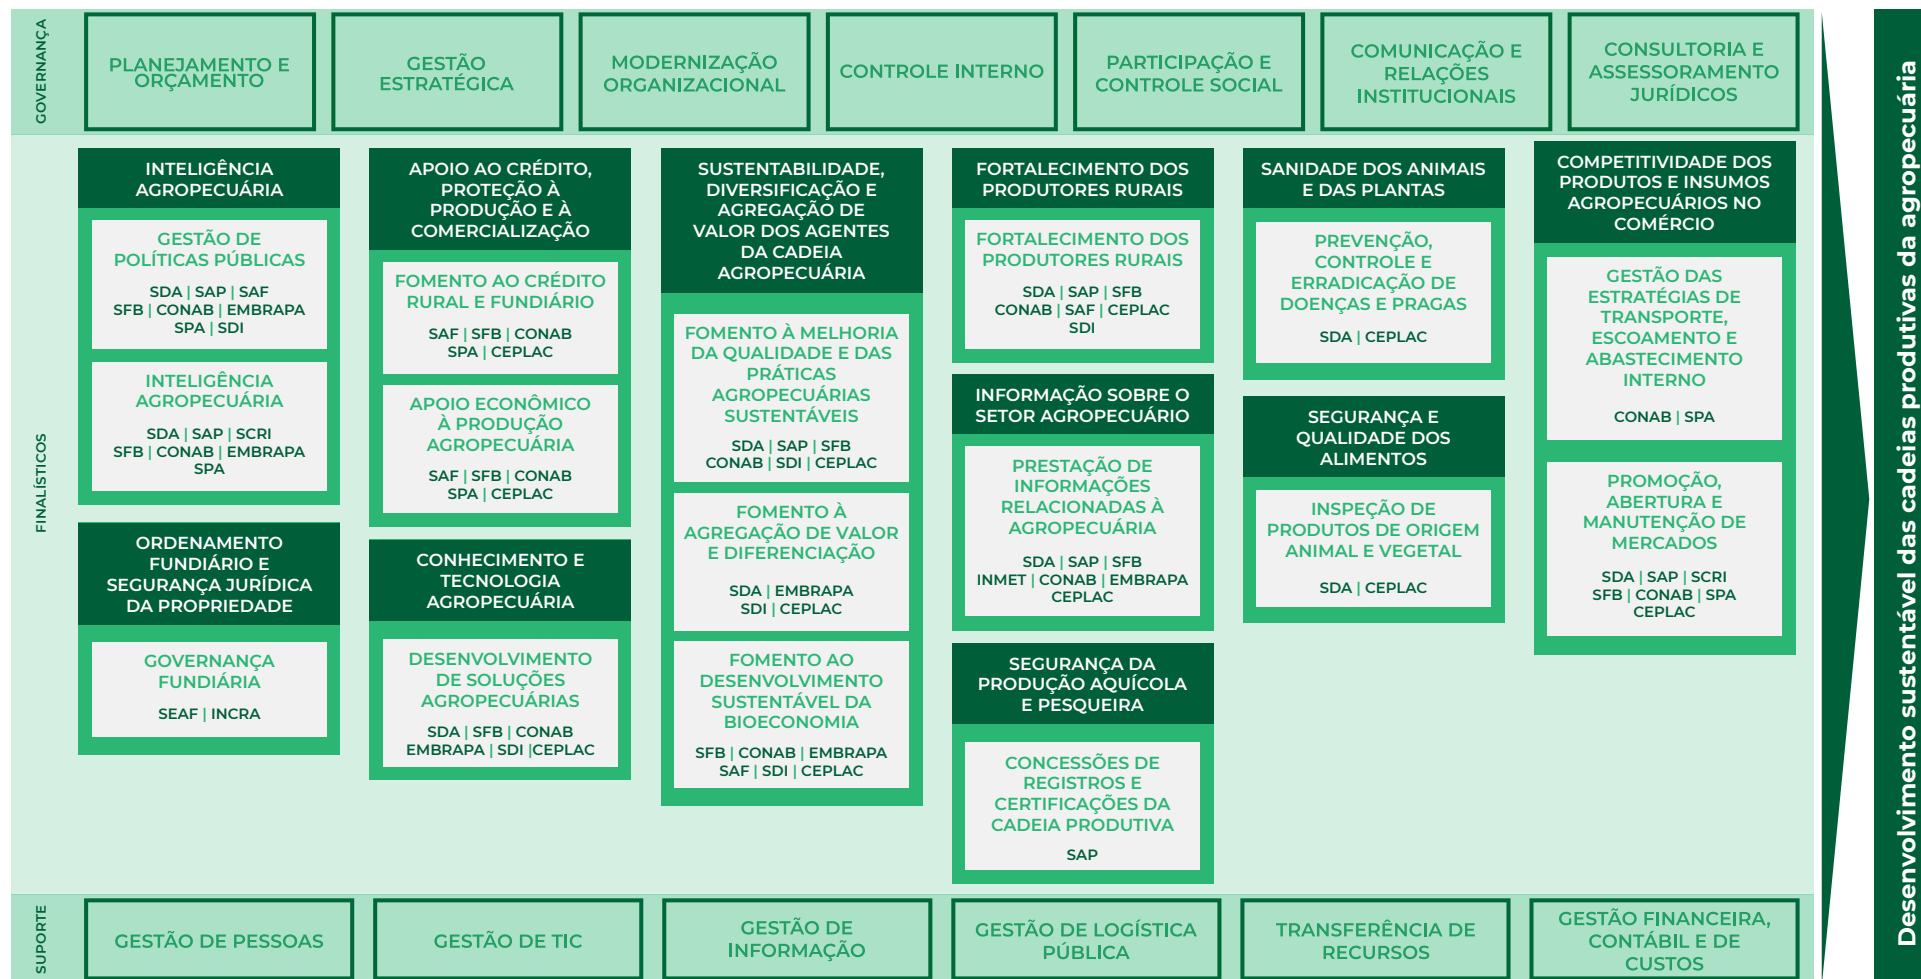 GOVERNANÇA
PLANEJAMENTO E
ORÇAMENTO
GESTÃO
ESTRATÉGICA
MODERNIZAÇÃO
ORGANIZACIONAL
CONTROLE INTERNO
PARTICIPAÇÃO E
CONTROLE SOCIAL
COMUNICAÇÃO E
RELAÇÕES
INSTITUCIONAIS
CONSULTORIA E
ASSESSORAMENTO
JURÍDICOS
FINALÍSTICOS
INTELIGÊNCIA
AGROPECUÁRIA
GESTÃO DE
POLÍTICAS PÚBLICAS
SDA | SAP | SAF
SFB | CONAB | EMBRAPA
SPA | SDI
INTELIGÊNCIA
AGROPECUÁRIA
SDA | SAP | SCRI
SFB | CONAB | EMBRAPA
SPA
ORDENAMENTO
FUNDIÁRIO E
SEGURANÇA JURÍDICA
DA PROPRIEDADE
GOVERNANÇA
FUNDIÁRIA
SEAF | INCRA
APOIO AO CRÉDITO,
PROTEÇÃO À
PRODUÇÃO E À
COMERCIALIZAÇÃO
FOMENTO AO CRÉDITO
RURAL E FUNDIÁRIO
SAF | SFB | CONAB
SPA | CEPLAC
APOIO ECONÔMICO
À PRODUÇÃO
AGROPECUÁRIA
SAF | SFB | CONAB
SPA | CEPLAC
CONHECIMENTO E
TECNOLOGIA
AGROPECUÁRIA
DESENVOLVIMENTO
DE SOLUÇÕES
AGROPECUÁRIAS
SDA | SFB | CONAB
EMBRAPA | SDI |CEPLAC
SUSTENTABILIDADE,
DIVERSIFICAÇÃO E
AGREGAÇÃO DE
VALOR DOS AGENTES
DA CADEIA
AGROPECUÁRIA
FOMENTO À MELHORIA
DA QUALIDADE E DAS
PRÁTICAS
AGROPECUÁRIAS
SUSTENTÁVEIS
SDA | SAP | SFB
CONAB | SDI | CEPLAC
FOMENTO À
AGREGAÇÃO DE VALOR
E DIFERENCIAÇÃO
SDA | EMBRAPA
SDI | CEPLAC
FOMENTO AO
DESENVOLVIMENTO
SUSTENTÁVEL DA
BIOECONOMIA
SFB | CONAB | EMBRAPA
SAF | SDI | CEPLAC
FORTALECIMENTO DOS
PRODUTORES RURAIS
FORTALECIMENTO DOS
PRODUTORES RURAIS
SDA | SAP | SFB
CONAB | SAF | CEPLAC
SDI
INFORMAÇÃO SOBRE O
SETOR AGROPECUÁRIO
PRESTAÇÃO DE
INFORMAÇÕES
RELACIONADAS À
AGROPECUÁRIA
SDA | SAP | SFB
INMET | CONAB | EMBRAPA
CEPLAC
SEGURANÇA DA
PRODUÇÃO AQUÍCOLA
E PESQUEIRA
CONCESSÕES DE
REGISTROS E
CERTIFICAÇÕES DA
CADEIA PRODUTIVA
SAP
SANIDADE DOS ANIMAIS
E DAS PLANTAS
PREVENÇÃO,
CONTROLE E
ERRADICAÇÃO DE
DOENÇAS E PRAGAS
SDA | CEPLAC
SEGURANÇA E
QUALIDADE DOS
ALIMENTOS
INSPEÇÃO DE
PRODUTOS DE ORIGEM
ANIMAL E VEGETAL
SDA | CEPLAC
COMPETITIVIDADE DOS
PRODUTOS E INSUMOS
AGROPECUÁRIOS NO
COMÉRCIO
GESTÃO DAS
ESTRATÉGIAS DE
TRANSPORTE,
ESCOAMENTO E
ABASTECIMENTO
INTERNO
CONAB | SPA
PROMOÇÃO,
ABERTURA E
MANUTENÇÃO DE
MERCADOS
SDA | SAP | SCRI
SFB | CONAB | SPA
CEPLAC
SUPORTE
GESTÃO DE PESSOAS
GESTÃO DE TIC
GESTÃO DE
INFORMAÇÃO
GESTÃO DE LOGÍSTICA
PÚBLICA
TRANSFERÊNCIA DE
RECURSOS
GESTÃO FINANCEIRA,
CONTÁBIL E DE
CUSTOS
Desenvolvimento sustentável das cadeias produtivas da agropecuária